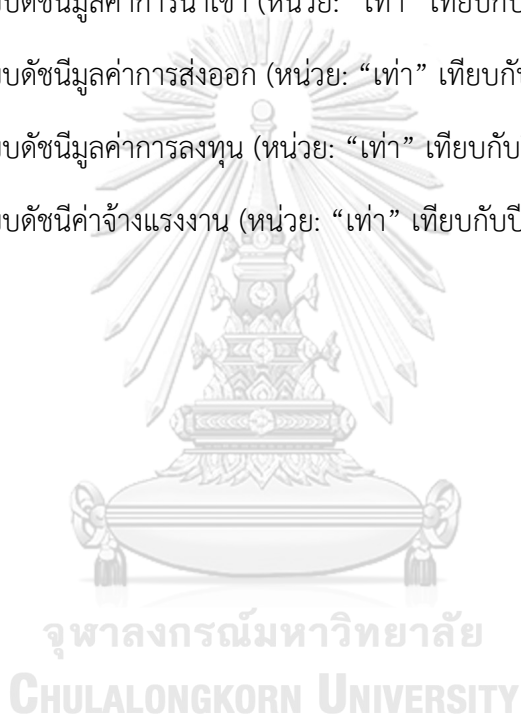 บดัชนีมูลค่าการนำเข้า (หน่วย: “เท่า” เทียบกับ
ยบดัชนีมูลค่าการส่งออก (หน่วย: “เท่า” เทียบกับ
ยบดัชนีมูลค่าการลงทุน (หน่วย: “เท่า” เทียบกับ
ยบดัชนีค่าจ้างแรงงาน (หน่วย: “เท่า” เทียบกับปี
จุฬาลงกรณ์มหาวิทยาลัย
CHULALONGKORN UNIVERSITY